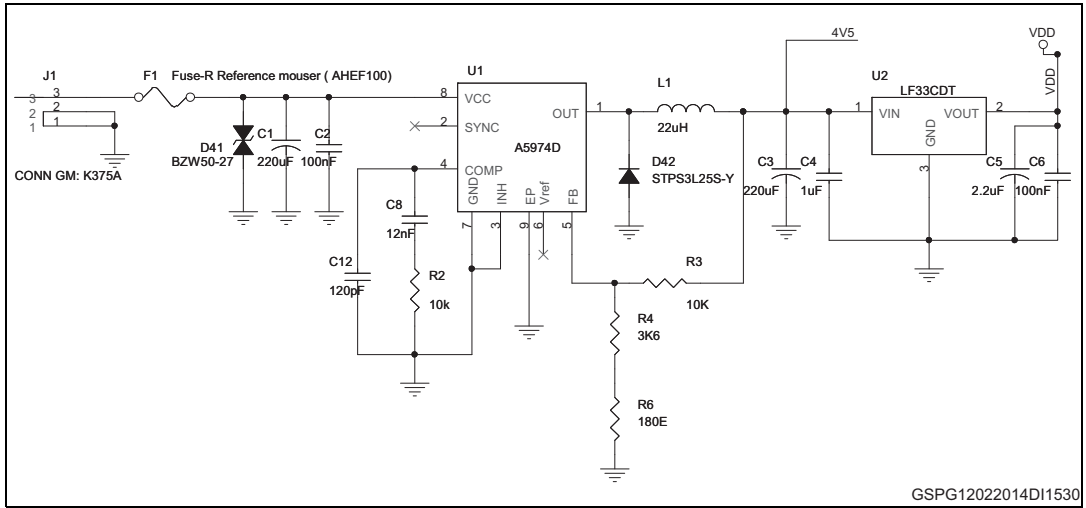 4V5
VDD
J1
F1
Fuse-R Reference mouser ( AHEF100)
U1
L1
U2
VDD
3
3
2
2
1
1
8
VCC
OUT
1
22uH
LF33CDT
1
VIN
VOUT
2
GND
3
2
SYNC
A5974D
D41
BZW50-27
C1
220uF
C2
100nF
CONN GM: K375A
4
COMP
GND
INH
EP
Vref
FB
7
3
9
6
5
D42
STPS3L25S-Y
C3
220uF
C4
1uF
C5
2.2uF
C6
100nF
C8
12nF
C12
120pF
R2
10k
R3
10K
R4
3K6
R6
180E
GSPG12022014DI1530